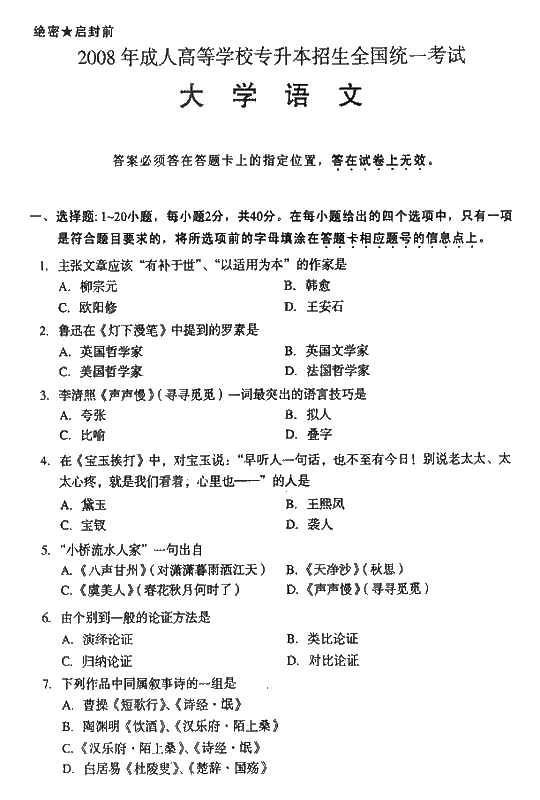 绝密★启封前
2008 年成人高等学校专升本招生全国统一考试
大 学 语 文
答案必须答在答题卡上的指定位置，答在试卷上无效。
一、选择题：1~20小题，每小题2分，共40分。在每小题给出的四个选项中，只有一项
是符合题目要求的，将所选项前的字母填涂在答题卡相应题号的信息点上。
1. 主张文章应该“有补于世”、“以适用为本”的作家是
A. 柳宗元 B. 韩愈
C. 欧阳修 D. 王安石
2. 鲁迅在《灯下漫笔》中提到的罗素是
A. 英国哲学家 B. 英国文学家
C. 美国哲学家 D. 法国哲学家
3. 李清照《声声慢》（寻寻觅觅）一词最突出的语言技巧是
A. 夸张 B. 拟人
C. 比喻 D. 叠字
4. 在《宝玉挨打》中，对宝玉说：“早听人一句话，也不至有今日！别说老太太、太
太心疼，就是我们看着，心里也——”的人是
A. 黛玉 B. 王熙凤
C. 宝钗 D. 袭人
5. “小桥流水人家”一句出自
A.《八声甘州》（对潇潇暮雨洒江天） B.《天净沙》（秋思）
C.《虞美人》（春花秋月何时了） D.《声声慢》（寻寻觅觅）
6. 由个别到一般的论证方法是
A. 演绎论证 B. 类比论证
C. 归纳论证 D. 对比论证
7. 下列作品中同属叙事诗的一组是
A. 曹操《短歌行》、《诗经·氓》
B. 陶渊明《饮酒》、《汉乐府·陌上桑》
C.《汉乐府·陌上桑》、《诗经·氓》
D. 白居易《杜陵叟》、《楚辞·国殇》